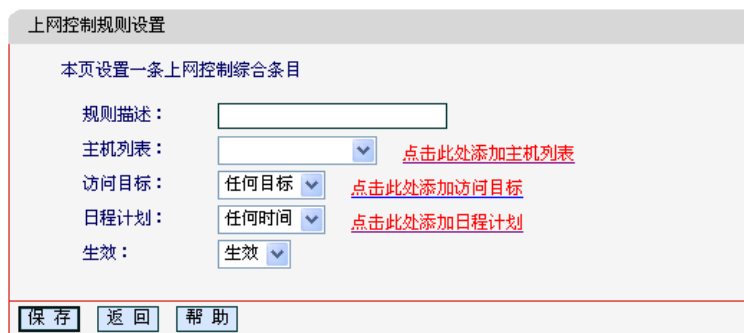 上网控制规则设置
本页设置一条上网控制综合条目
规则描述：
主机列表： 点击此处添加主机列表
访问目标： 任何目标 点击此处添加访问目标
日程计划： 任何时间 点击此处添加日程计划
生效： 生效
保存 返回 帮助